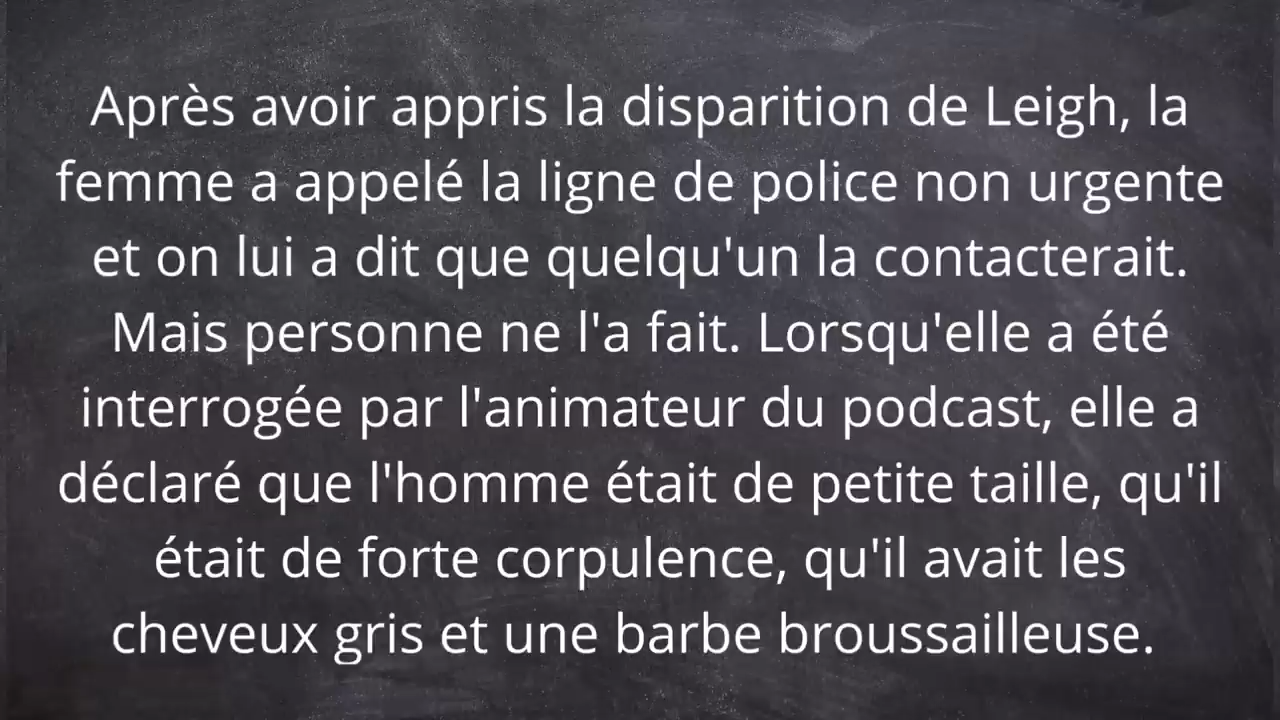 Après avoir appris la disparition de Leigh, la
femme a appelé la ligne de police non urgente
et on lui a dit que quelqu'un la contacterait.
Mais personne ne l'a fait. Lorsqu'elle a été
interrogée par l'animateur du podcast, elle a
déclaré que l'homme était de petite taille, qu'il
était de forte corpulence, qu'il avait les
cheveux gris et une barbe broussailleuse.